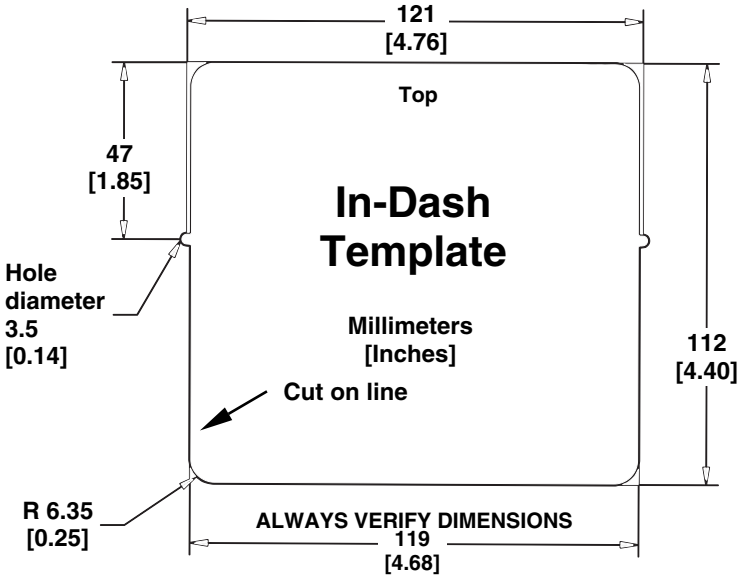 121
[4.76]
Top
47
[1.85]
In-Dash
Template
Hole
diameter
3.5
[0.14]
Millimeters
[Inches]
112
[4.40]
Cut on line
R 6.35
[0.25]
ALWAYS VERIFY DIMENSIONS
119
[4.68]